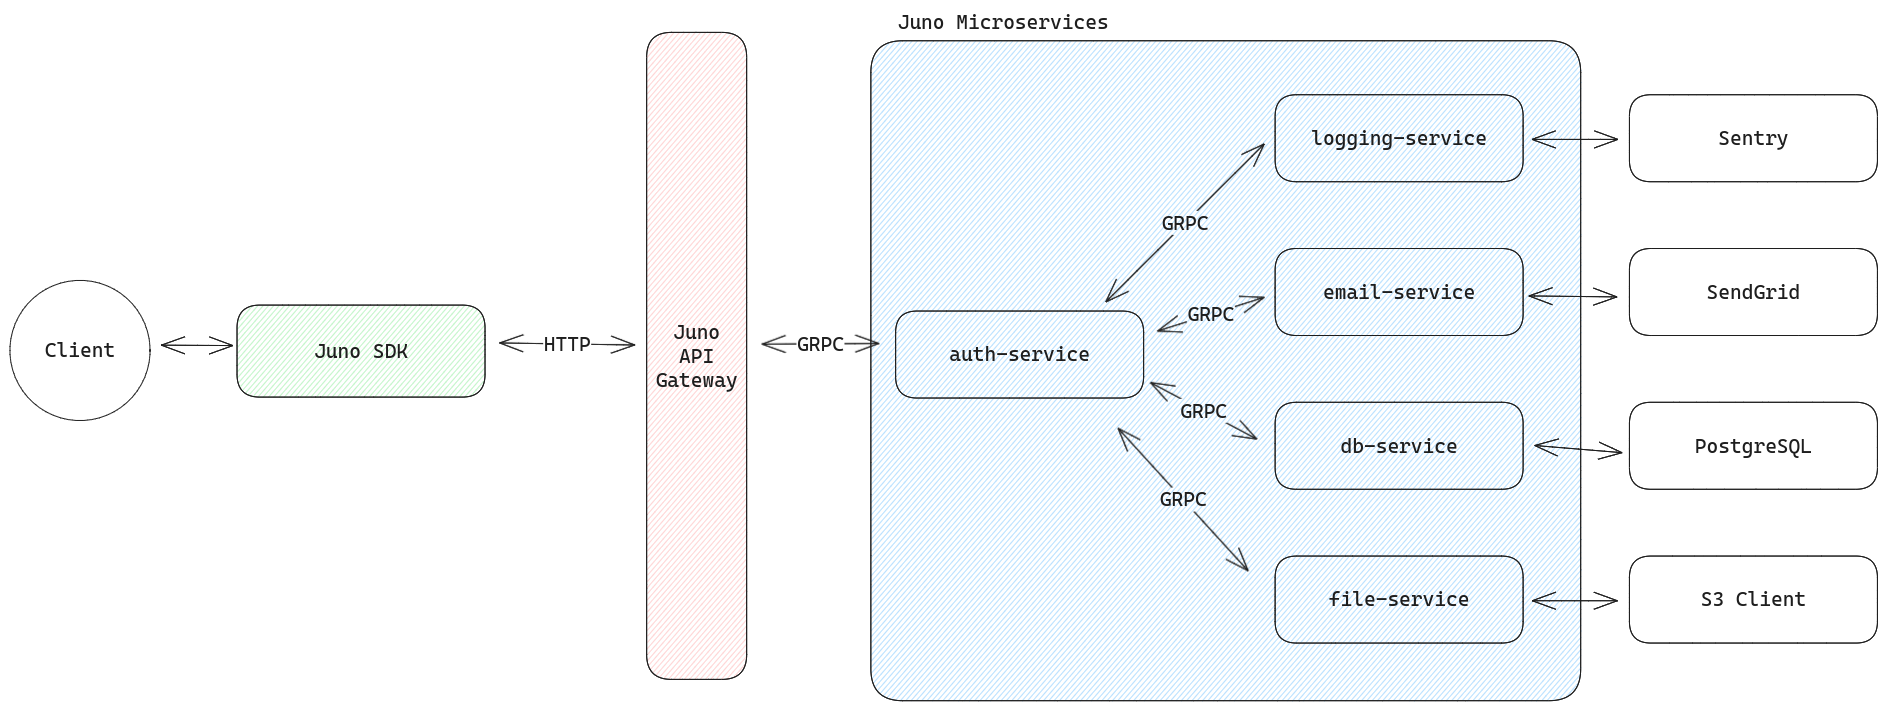 Juno Microservices
Client
Juno SDK
HTTP
Juno
API
Gateway
GRPC
auth-service
GRPC
GRPC
GRPC
GRPC
logging-service
Sentry
email-service
SendGrid
db-service
PostgreSQL
file-service
S3 Client